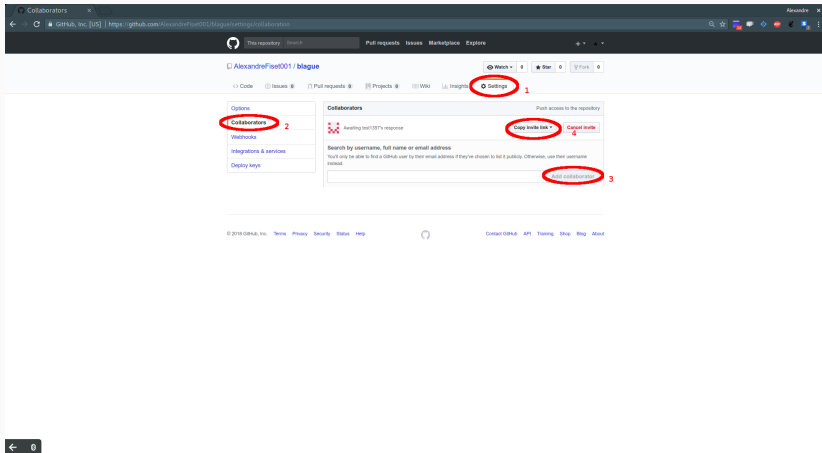 Collaborators
Alexandre
GitHub, Inc. [US] | https://github.com/AlexandreFiset001/blague/settings/collaboration
This repository Search Pull requests Issues Marketplace Explore
AlexandreFiset001 / blague Watch 0 Star 0 Fork 0
Code Issues 0 Pull requests 0 Projects 0 Wiki Insights Settings 1
Options
Collaborators 2
Webhooks
Integrations & services
Deploy keys
Collaborators Push access to the repository
Awaiting test1397's response Copy invite link Cancel invite
4
Search by username, full name or email address
You'll only be able to find a GitHub user by their email address if they've chosen to list it publicly. Otherwise, use their username
instead.
Add collaborator 3
© 2018 GitHub, Inc. Terms Privacy Security Status Help Contact GitHub API Training Shop Blog About
0